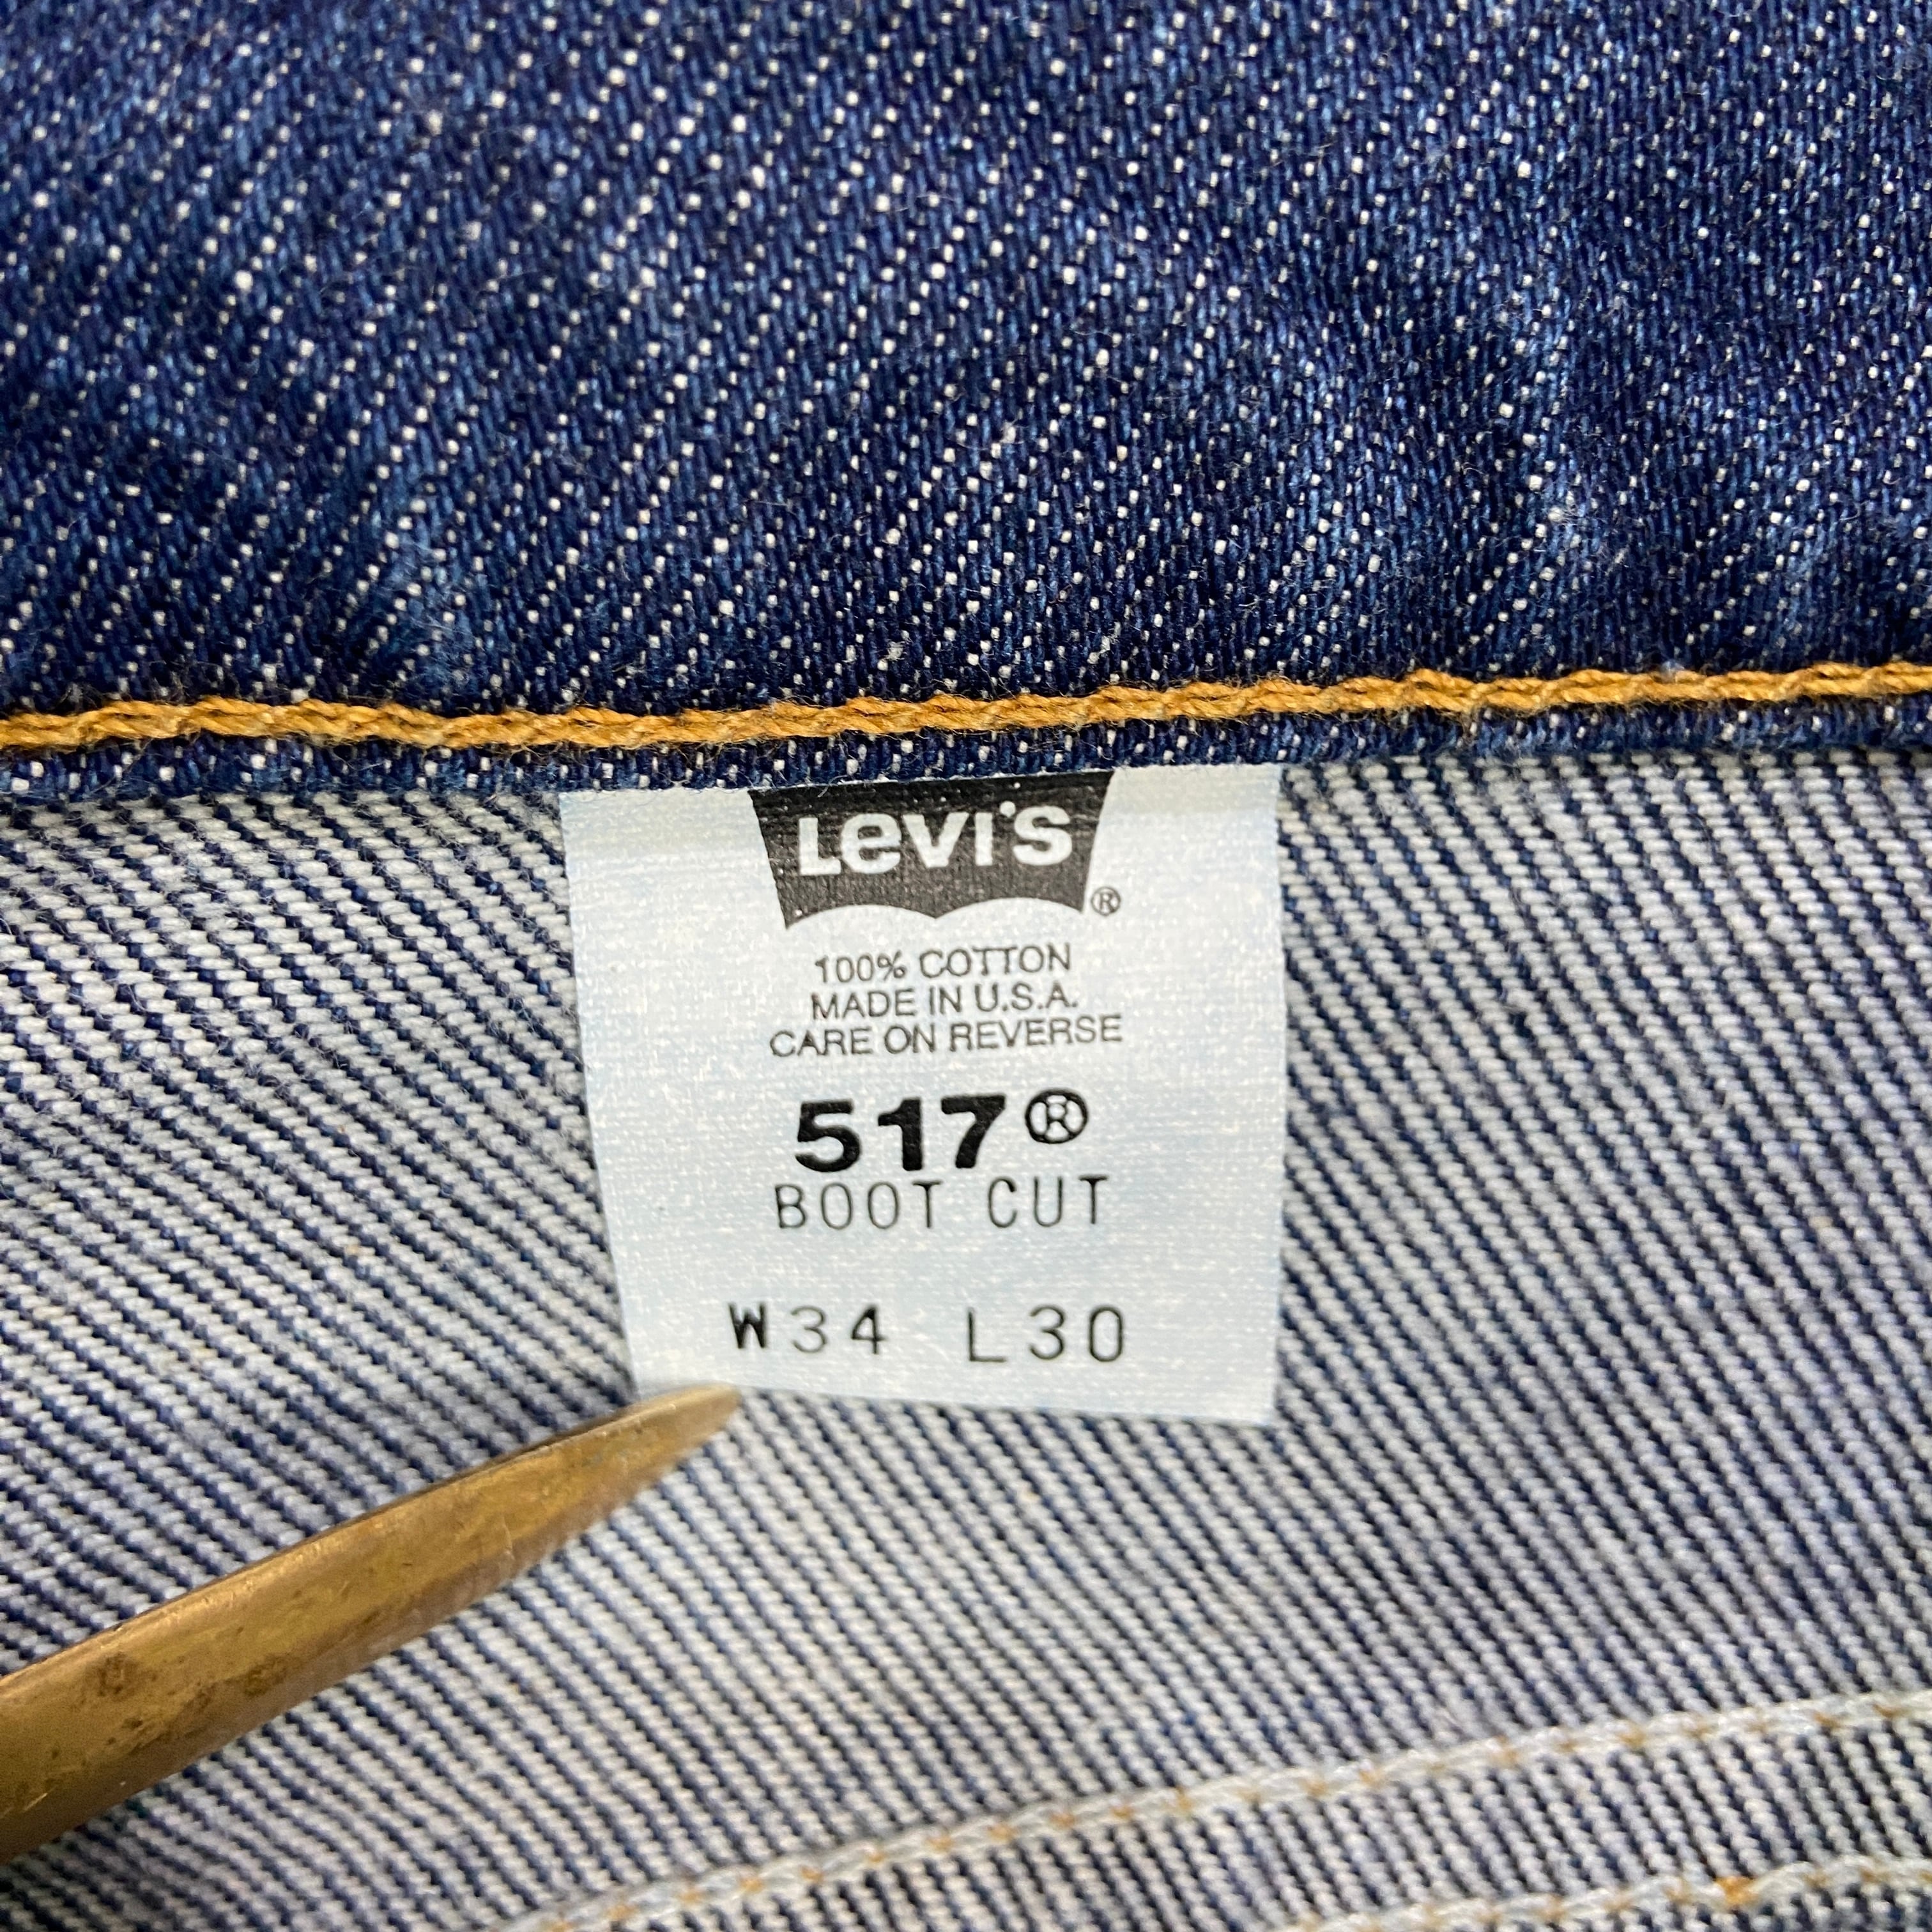 Levi's®
100% COTTON
MADE IN U.S.A.
CARE ON REVERSE
517®
BOOT CUT
W34 L30